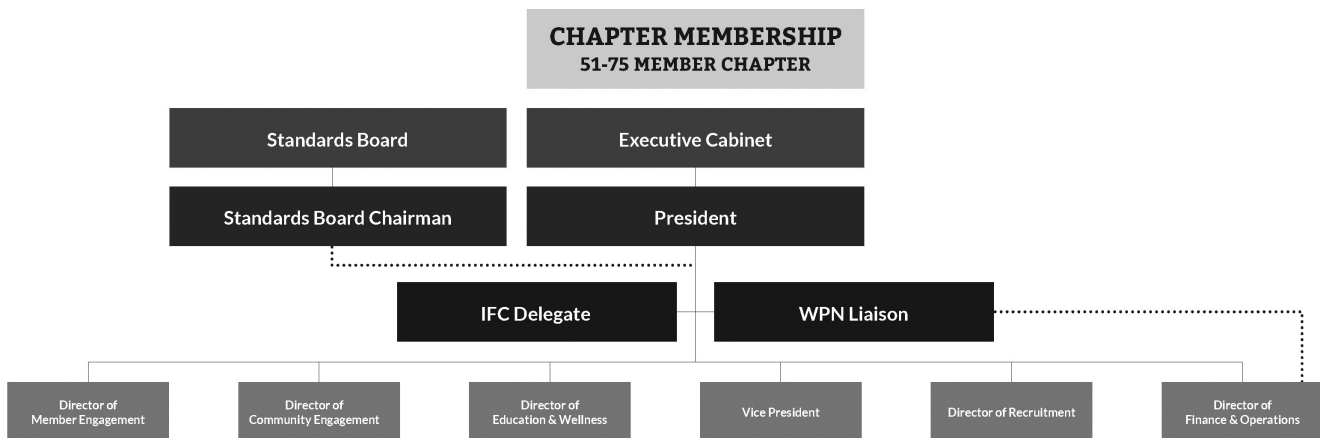 CHAPTER MEMBERSHIP
51-75 MEMBER CHAPTER
Standards Board
Executive Cabinet
Standards Board Chairman
President
IFC Delegate
WPN Liaison
Director of
Member Engagement
Director of
Community Engagement
Director of
Education & Wellness
Vice President
Director of Recruitment
Director of
Finance & Operations